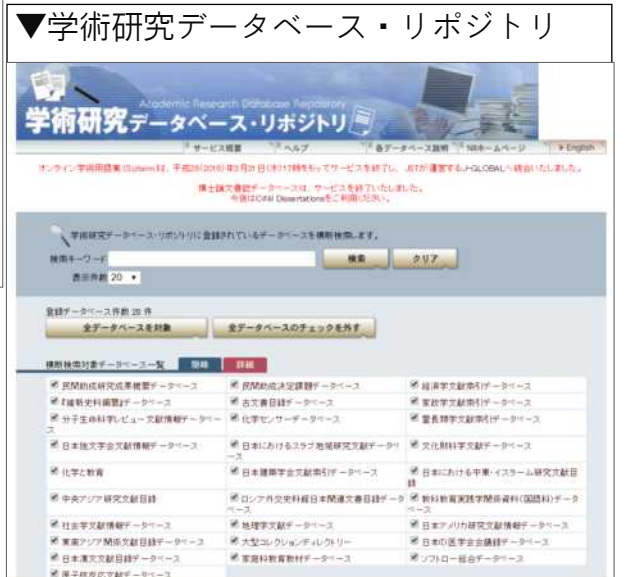 ▼学術研究データベース・リポジトリ
Academic Research Database Repository
学術研究データベース・リポジトリ
サービス概要 ヘルプ 各データベース説明 NIIホームページ English
オンライン学術用語集(Sciterm)は、平成28(2016)年3月31日(木)17時をもってサービスを終了し、JSTが運営するJ-GLOBALへ統合いたしました。
博士論文書誌データベースは、サービスを終了いたしました。
今後はCiNii Dissertationsをご利用ください。
学術研究データベース・リポジトリに登録されているデータベースを横断検索します。
検索キーワード 検索 クリア
表示件数 20
登録データベース件数 28 件
全データベースを対象 全データベースのチェックを外す
横断検索対象データベース一覧 簡略 詳細
民間助成研究成果概要データベース 民間助成決定課題データベース 経済学文献索引データベース
『維新史料綱要』データベース 古文書目録データベース 家政学文献索引データベース
分子生命科学レビュー文献情報データベース 化学センサーデータベース 霊長類学文献索引データベース
日本独文学会文献情報データベース 日本におけるスラブ地域研究文献データベース 文化財科学文献データベース
化学と教育 日本建築学会文献索引データベース 日本における中東・イスラーム研究文献目録
中央アジア研究文献目録 ロシア外交史料館日本関連文書目録データベース 教科教育実践学関係資料(国語科)データベース
社会学文献情報データベース 地理学文献データベース 日本アメリカ研究文献情報データベース
東南アジア関係文献目録データベース 大型コレクションディレクトリー 日本の医学会会議録データベース
日本漢文文献目録データベース 家庭科教育教材データベース ソフトロー総合データベース
原子核反応文献データベース